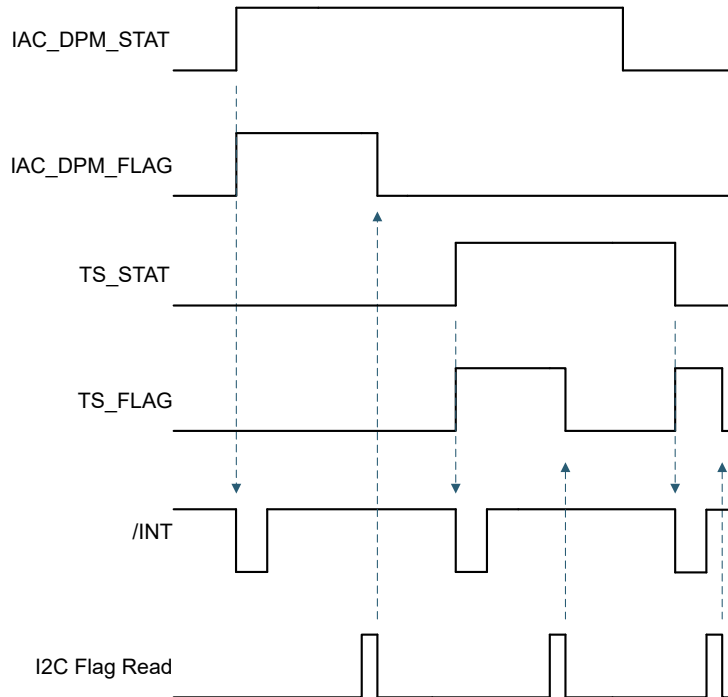 IAC_DPM_STAT
IAC_DPM_FLAG
TS_STAT
TS_FLAG
/INT
I2C Flag Read